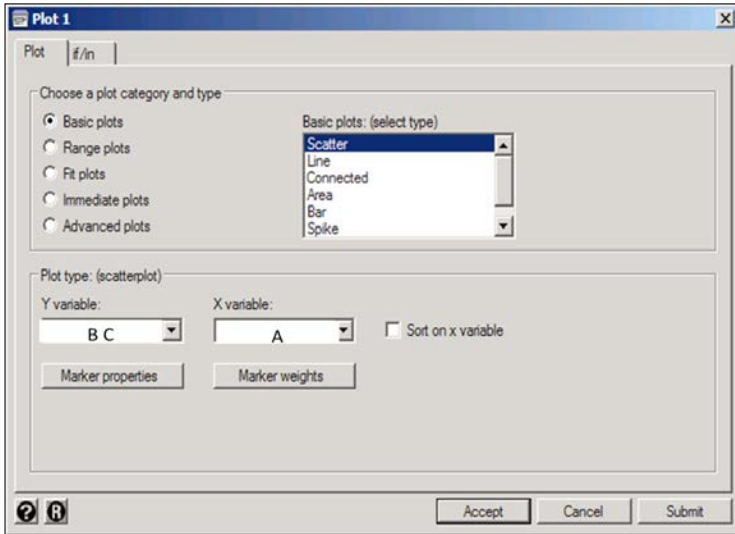 Plot 1
Plot
if/in
Choose a plot category and type
Basic plots
Range plots
Fit plots
Immediate plots
Advanced plots
Basic plots: (select type)
Scatter
Line
Connected
Area
Bar
Spike
Plot type: (scatterplot)
Y variable:
X variable:
B C
A
Sort on x variable
Marker properties
Marker weights
? R
Accept
Cancel
Submit